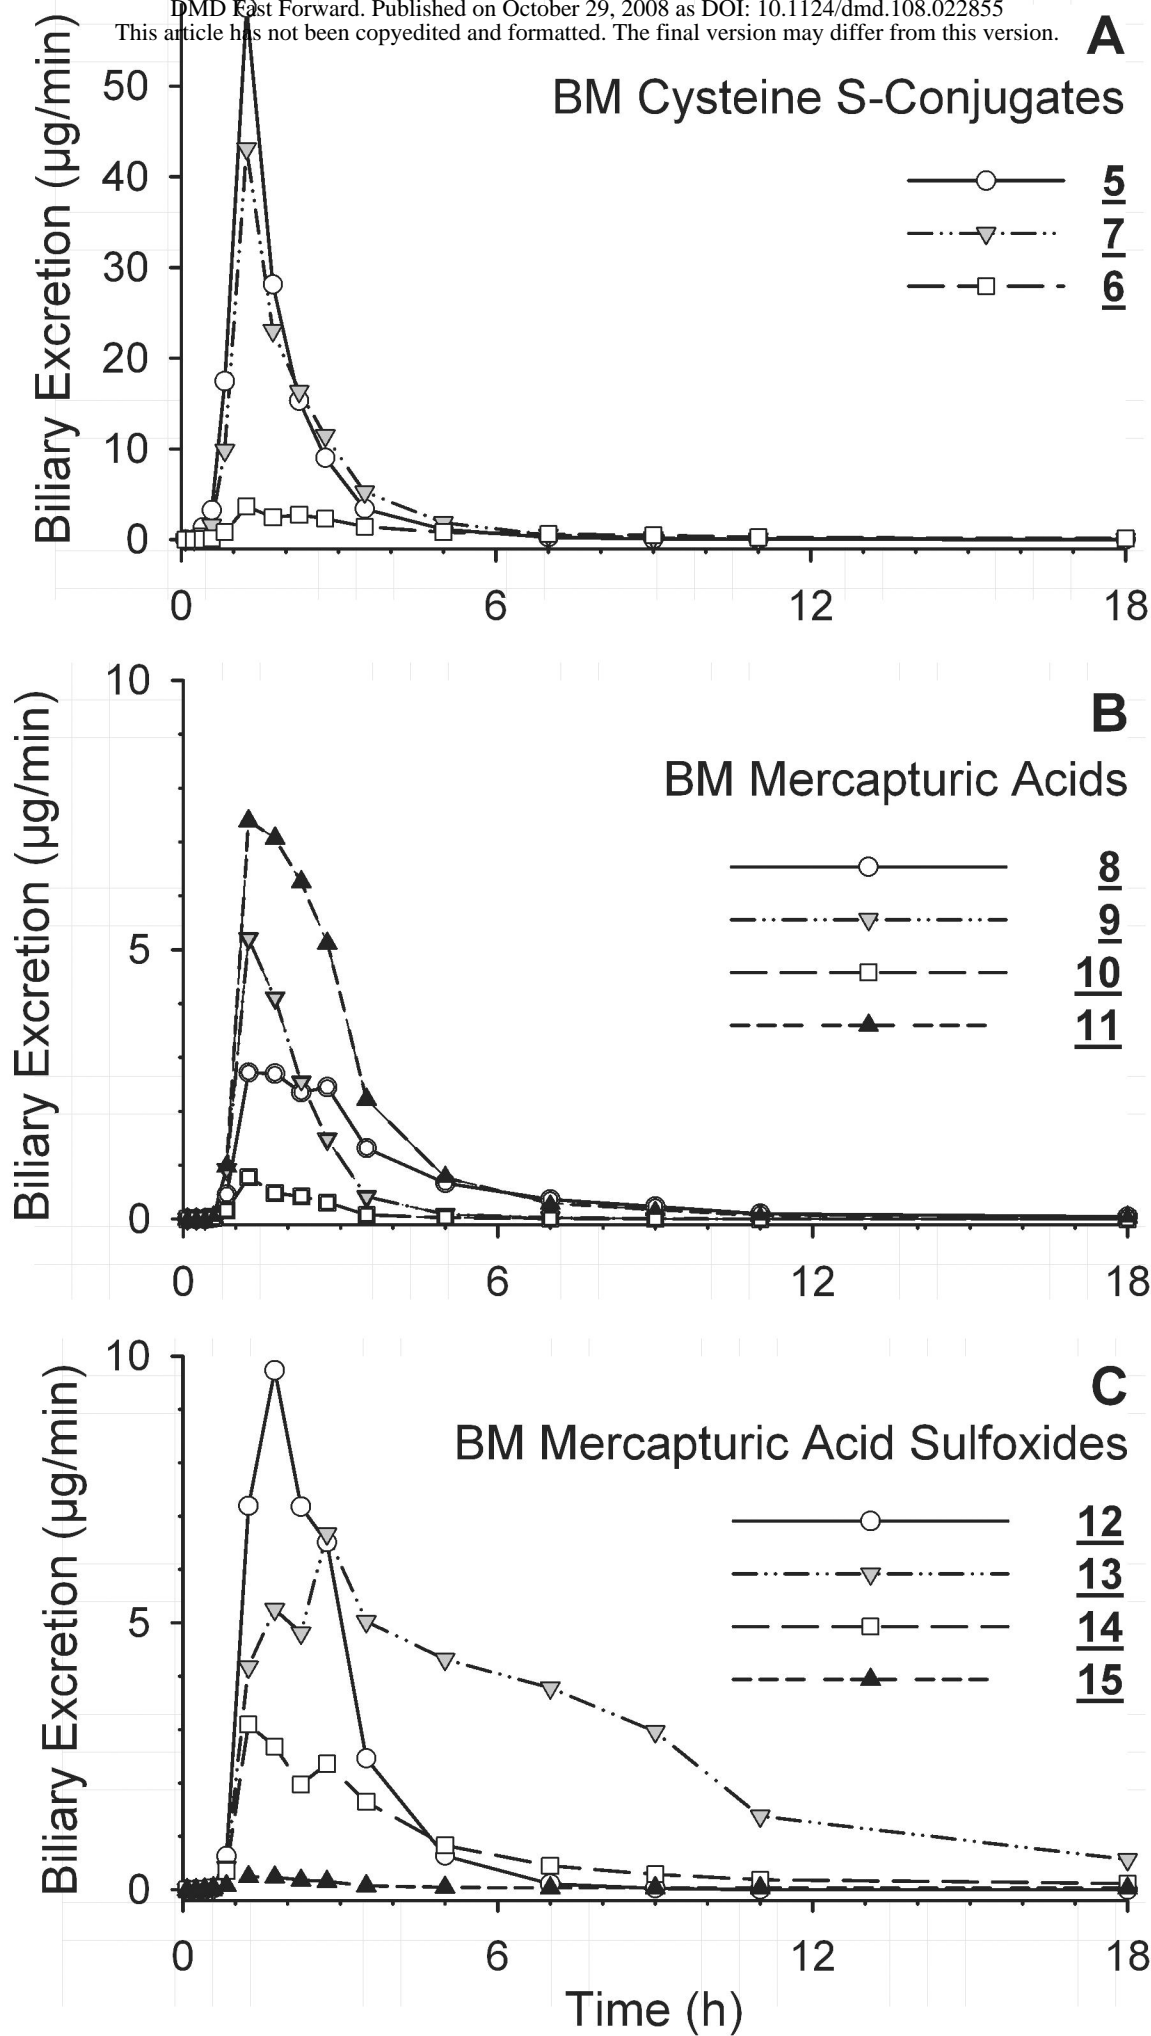 DMD Fast Forward. Published on October 29, 2008 as DOI: 10.1124/dmd.108.022855
This article has not been copyedited and formatted. The final version may differ from this version.
A
BM Cysteine S-Conjugates
Biliary Excretion (µg/min)
50
40
30
20
10
0
5
7
6
0 6 12 18
B
BM Mercapturic Acids
Biliary Excretion (µg/min)
10
5
0
8
9
10
11
0 6 12 18
C
BM Mercapturic Acid Sulfoxides
Biliary Excretion (µg/min)
10
5
0
12
13
14
15
0 6 12 18
Time (h)